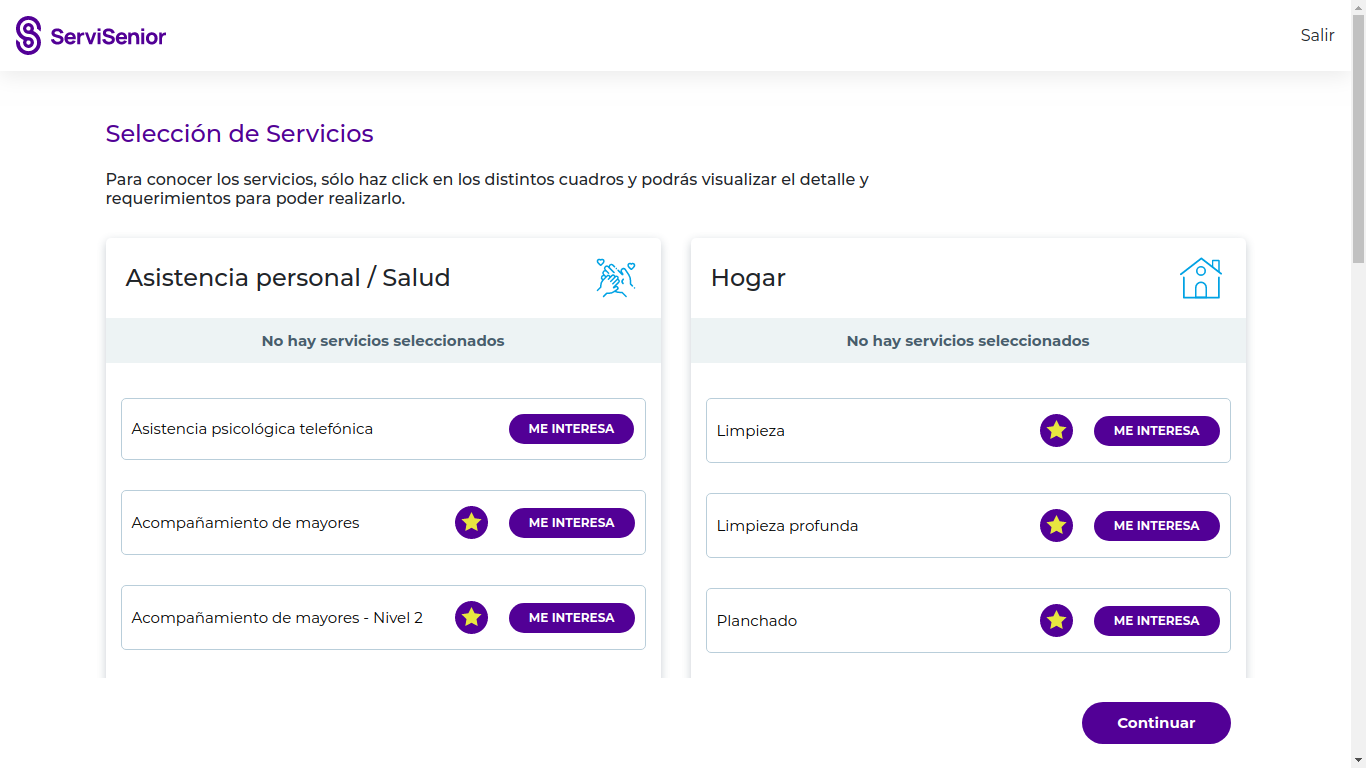 ServiSenior
Salir
Selección de Servicios
Para conocer los servicios, sólo haz click en los distintos cuadros y podrás visualizar el detalle y
requerimientos para poder realizarlo.
Asistencia personal / Salud
No hay servicios seleccionados
Asistencia psicológica telefónica
ME INTERESA
Acompañamiento de mayores
ME INTERESA
Acompañamiento de mayores - Nivel 2
ME INTERESA
Hogar
No hay servicios seleccionados
Limpieza
ME INTERESA
Limpieza profunda
ME INTERESA
Planchado
ME INTERESA
Continuar